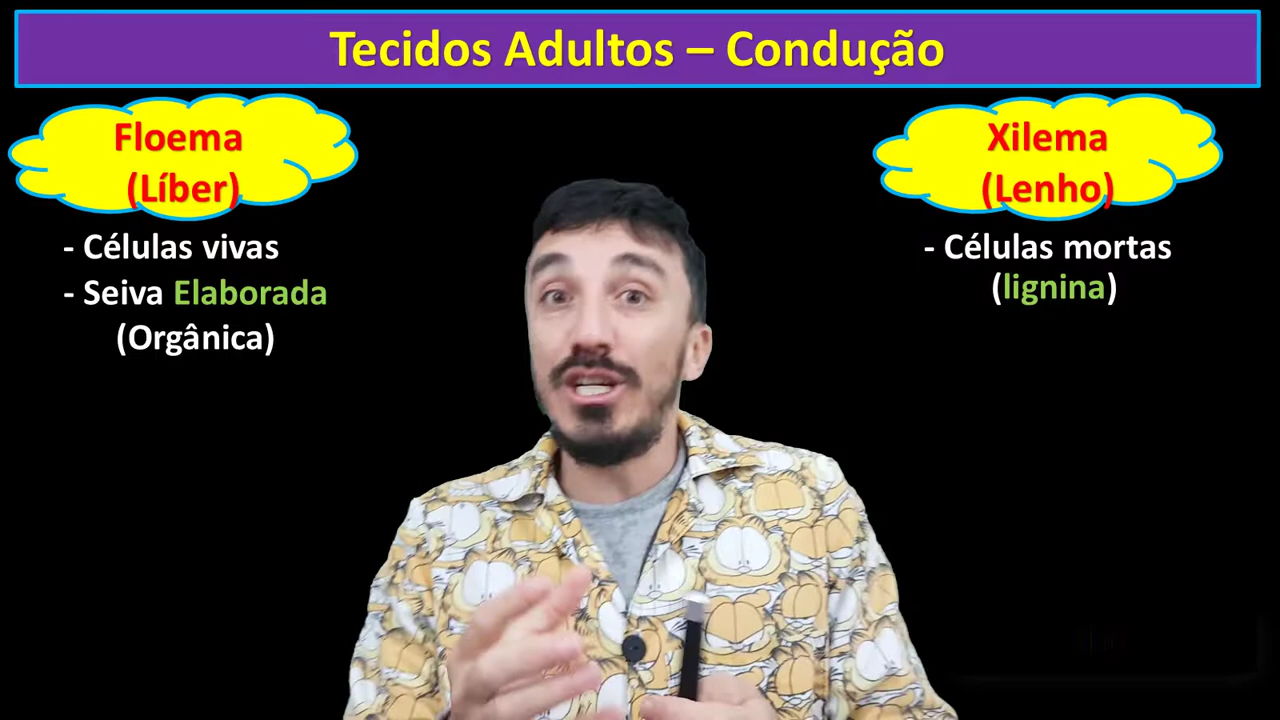 Tecidos Adultos – Condução
Floema
(Líber)
- Células vivas
- Seiva Elaborada
(Orgânica)
Xilema
(Lenho)
- Células mortas
(lignina)